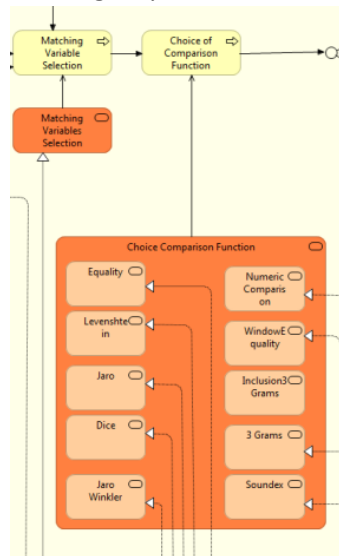 Matching
Variable
Selection
Choice of
Comparison
Function
Matching
Variables
Selection
Choice Comparison Function
Equality
Levenshte
in
Jaro
Dice
Jaro
Winkler
Numeric
Comparis
on
WindowE
quality
Inclusion3
Grams
3 Grams
Soundex